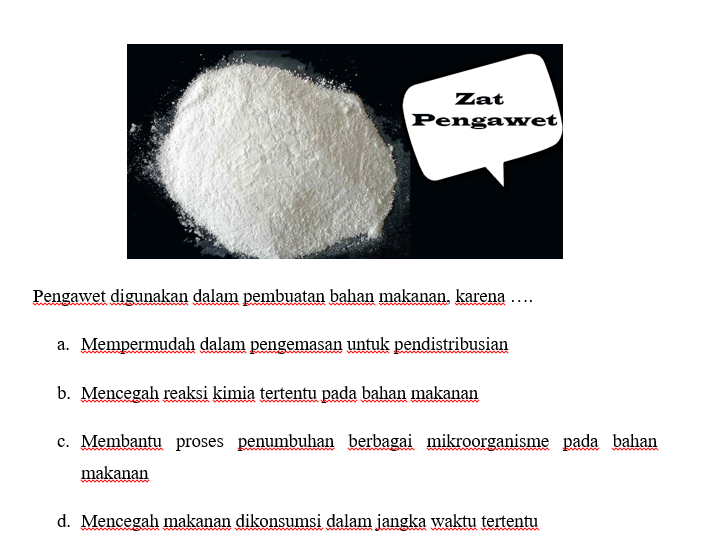 Zat
Pengawet
Pengawet digunakan dalam pembuatan bahan makanan, karena ….
a. Mempermudah dalam pengemasan untuk pendistribusian
b. Mencegah reaksi kimia tertentu pada bahan makanan
c. Membantu proses penumbuhan berbagai mikroorganisme pada bahan
makanan
d. Mencegah makanan dikonsumsi dalam jangka waktu tertentu